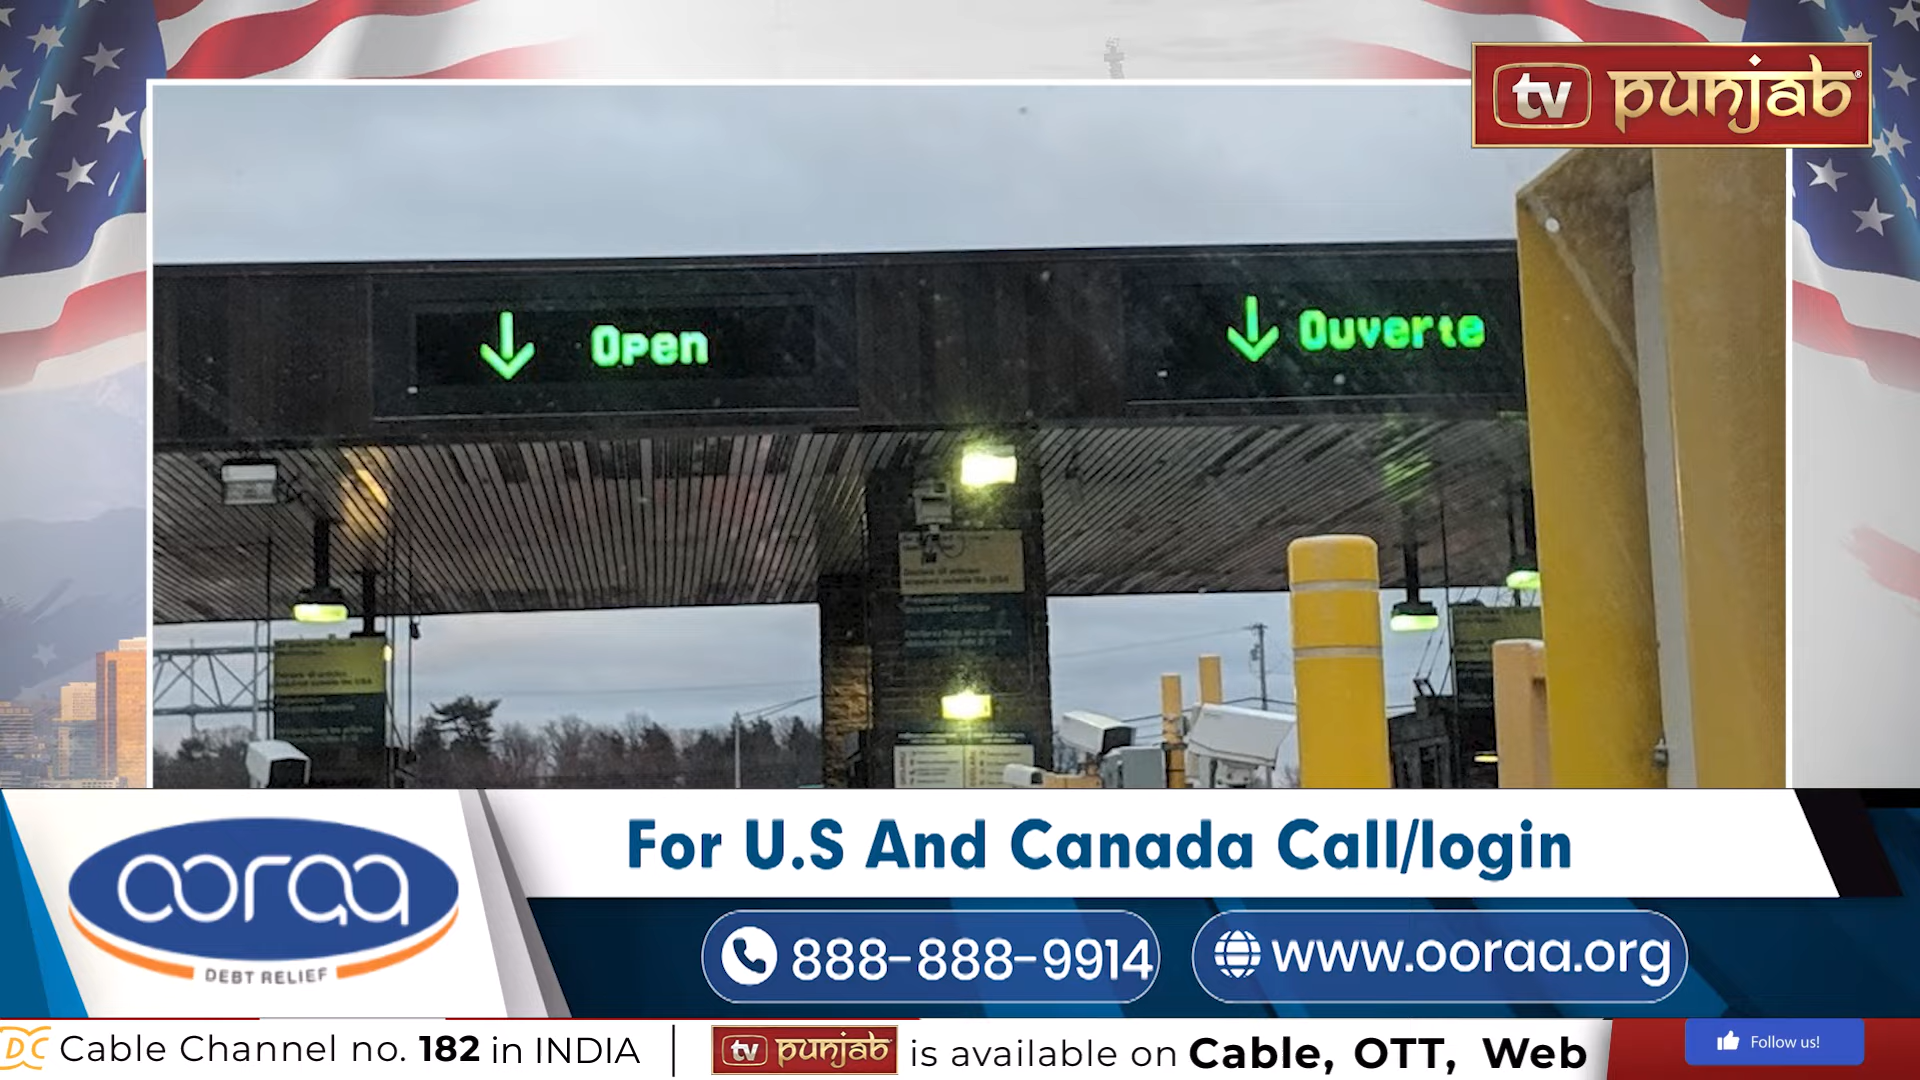 tv punjab®
Open
Ouverte
For U.S And Canada Call/login
ooraa
DEBT RELIEF
888-888-9914
www.ooraa.org
DC Cable Channel no. 182 in INDIA
tv punjab is available on Cable, OTT, Web
Follow us!